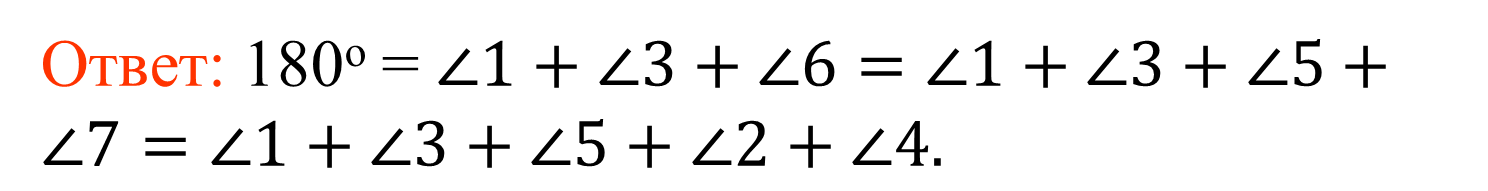 Ответ: 180º = ∠1 + ∠3 + ∠6 = ∠1 + ∠3 + ∠5 +
∠7 = ∠1 + ∠3 + ∠5 + ∠2 + ∠4.